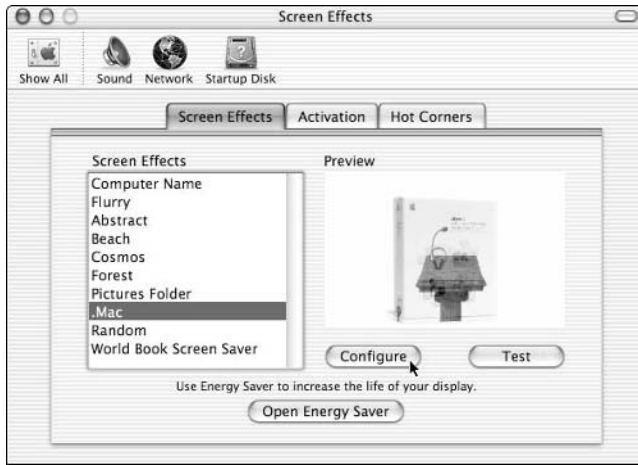 Screen Effects
Show All Sound Network Startup Disk
Screen Effects Activation Hot Corners
Screen Effects
Computer Name
Flurry
Abstract
Beach
Cosmos
Forest
Pictures Folder
.Mac
Random
World Book Screen Saver
Preview
Configure Test
Use Energy Saver to increase the life of your display.
Open Energy Saver